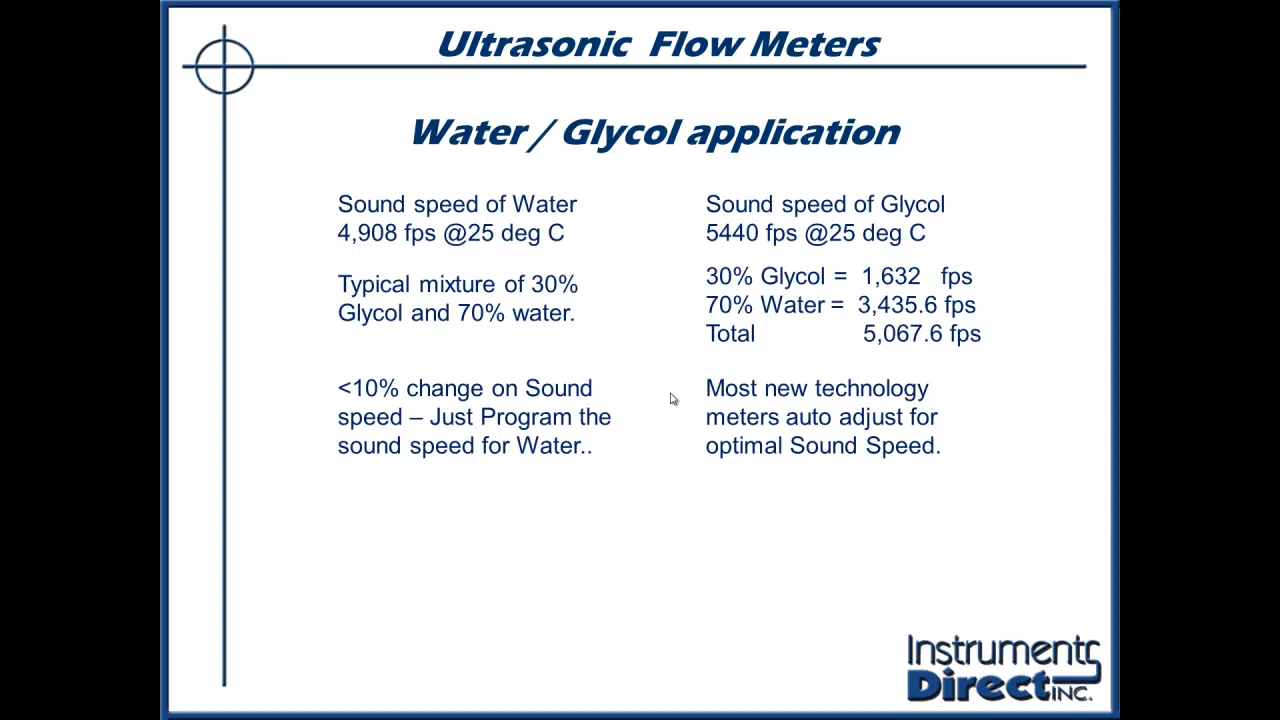 Ultrasonic Flow Meters
Water / Glycol application
Sound speed of Water
4,908 fps @25 deg C
Typical mixture of 30%
Glycol and 70% water.
<10% change on Sound
speed – Just Program the
sound speed for Water..
Sound speed of Glycol
5440 fps @25 deg C
30% Glycol = 1,632 fps
70% Water = 3,435.6 fps
Total 5,067.6 fps
Most new technology
meters auto adjust for
optimal Sound Speed.
Instruments
Direct INC.